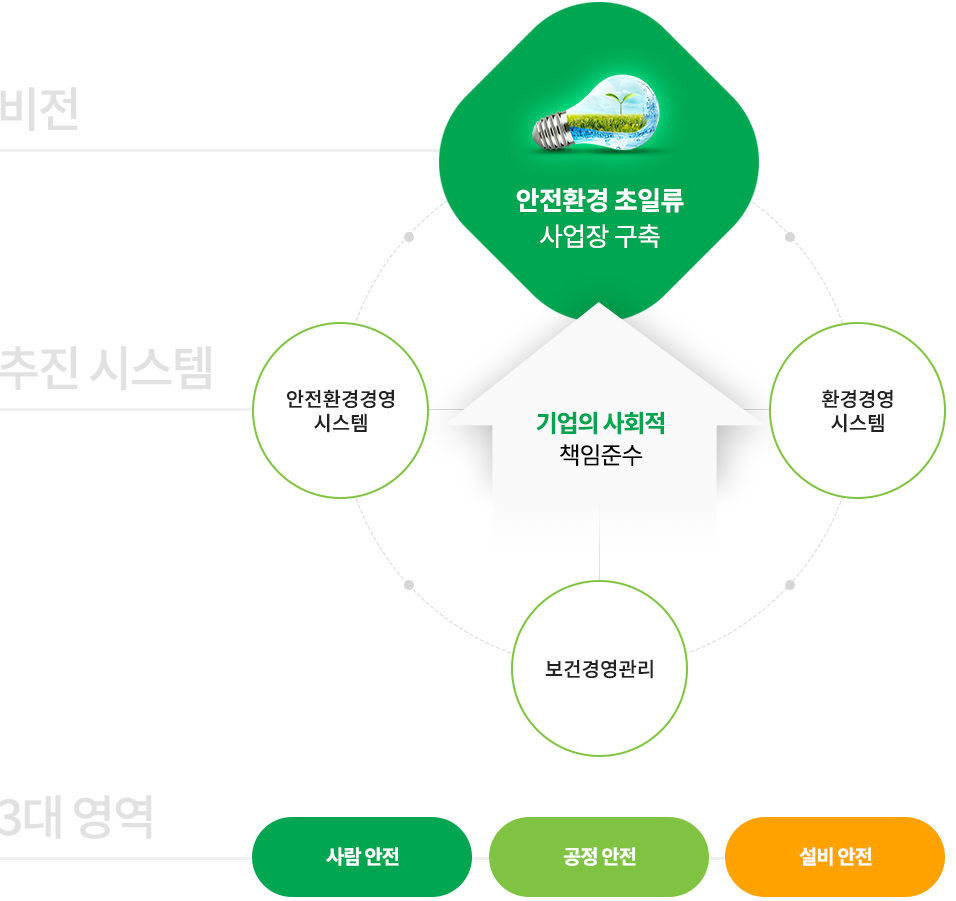 비전
안전환경 초일류
사업장 구축
추진 시스템
안전환경경영
시스템
기업의 사회적
책임준수
환경경영
시스템
보건경영관리
3대 영역
사람 안전
공정 안전
설비 안전